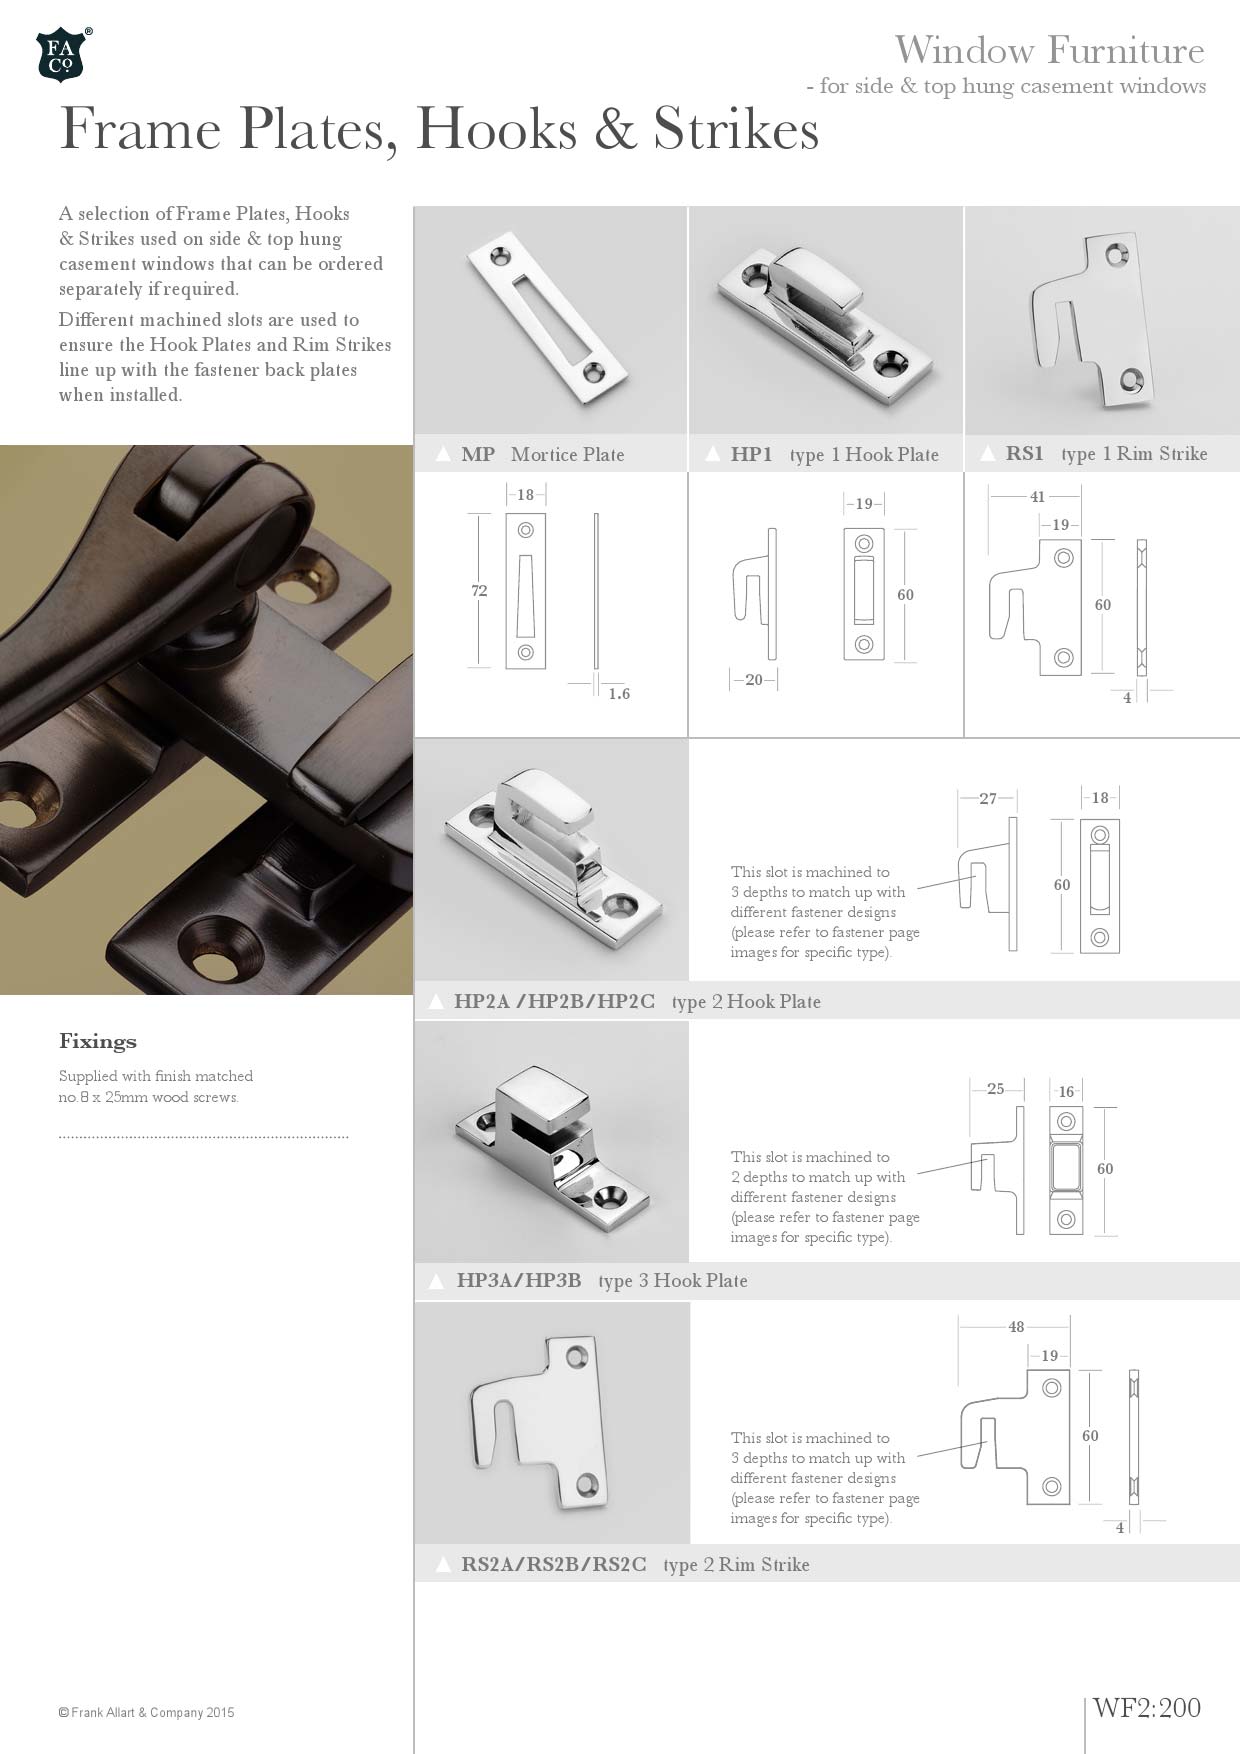 FA
Co.
®
Window Furniture
- for side & top hung casement windows
Frame Plates, Hooks & Strikes
A selection of Frame Plates, Hooks
& Strikes used on side & top hung
casement windows that can be ordered
separately if required.
Different machined slots are used to
ensure the Hook Plates and Rim Strikes
line up with the fastener back plates
when installed.
MP Mortice Plate
HP1 type 1 Hook Plate
RS1 type 1 Rim Strike
18
72
1.6
19
60
20
41
19
60
4
This slot is machined to
3 depths to match up with
different fastener designs
(please refer to fastener page
images for specific type).
27
18
60
HP2A /HP2B/HP2C type 2 Hook Plate
Fixings
Supplied with finish matched
no.8 x 25mm wood screws.
This slot is machined to
2 depths to match up with
different fastener designs
(please refer to fastener page
images for specific type).
25
16
60
HP3A/HP3B type 3 Hook Plate
This slot is machined to
3 depths to match up with
different fastener designs
(please refer to fastener page
images for specific type).
48
19
60
4
RS2A/RS2B/RS2C type 2 Rim Strike
© Frank Allart & Company 2015
WF2:200